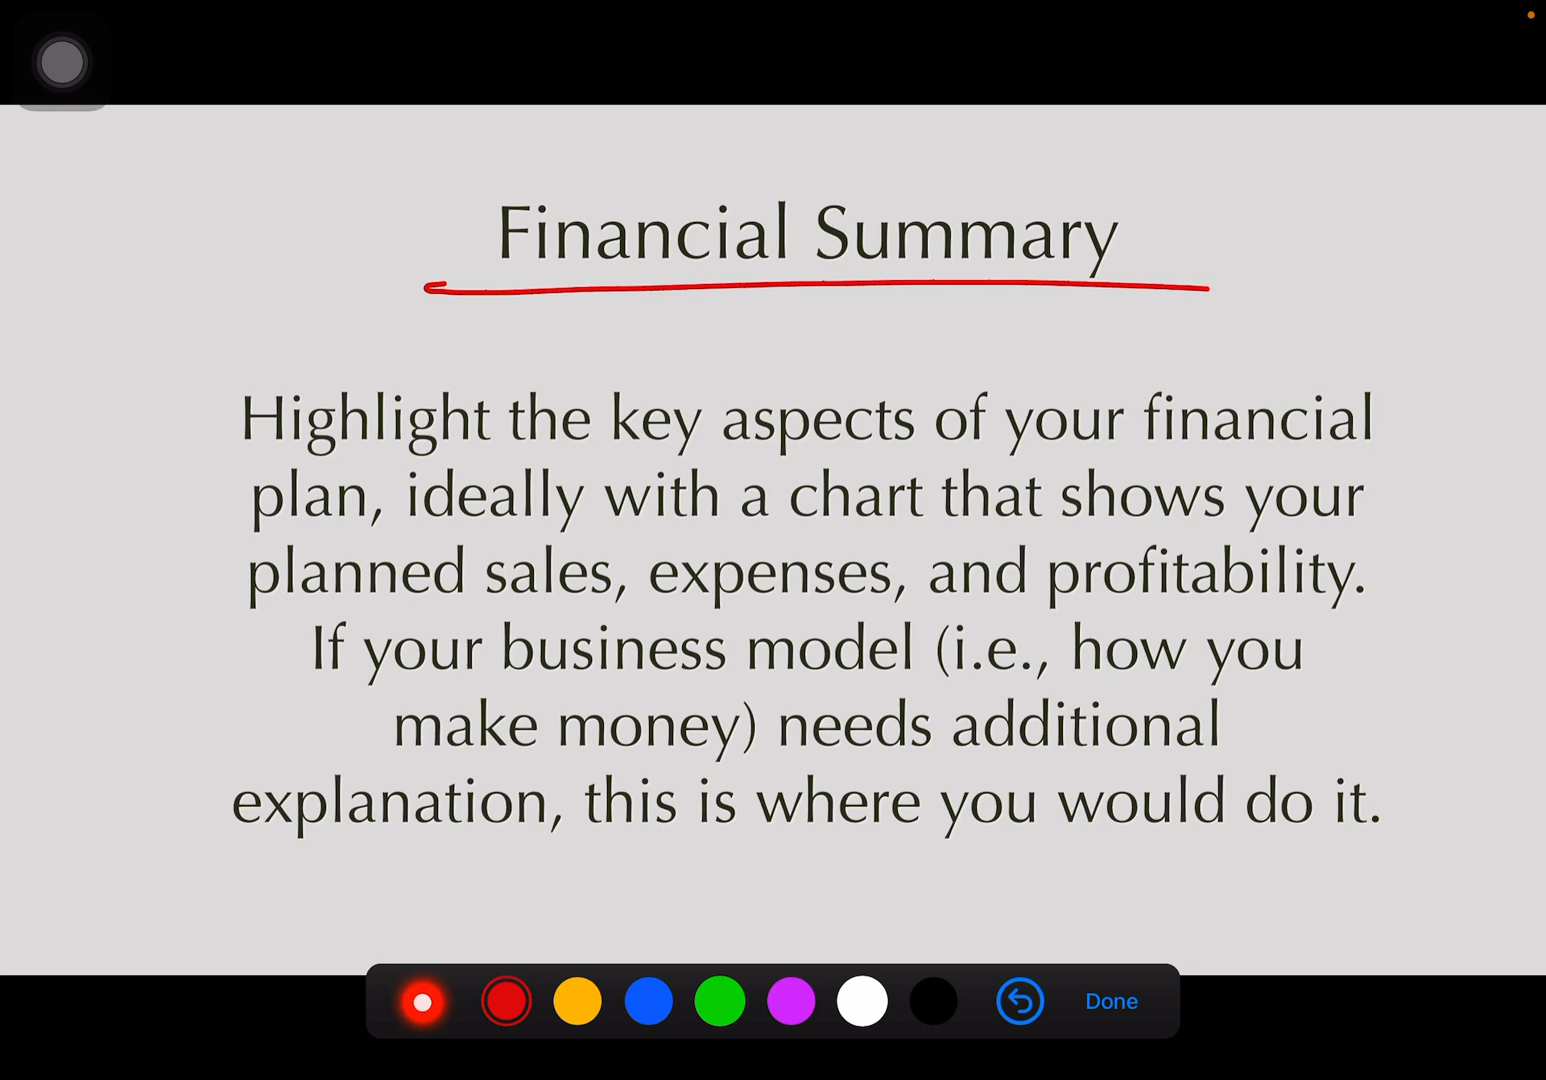 Financial Summary
Highlight the key aspects of your financial
plan, ideally with a chart that shows your
planned sales, expenses, and profitability.
If your business model (i.e., how you
make money) needs additional
explanation, this is where you would do it.
Done